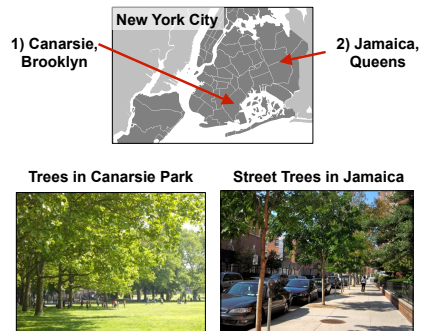 New York City
1) Canarsie,
Brooklyn
2) Jamaica,
Queens
Trees in Canarsie Park
Street Trees in Jamaica